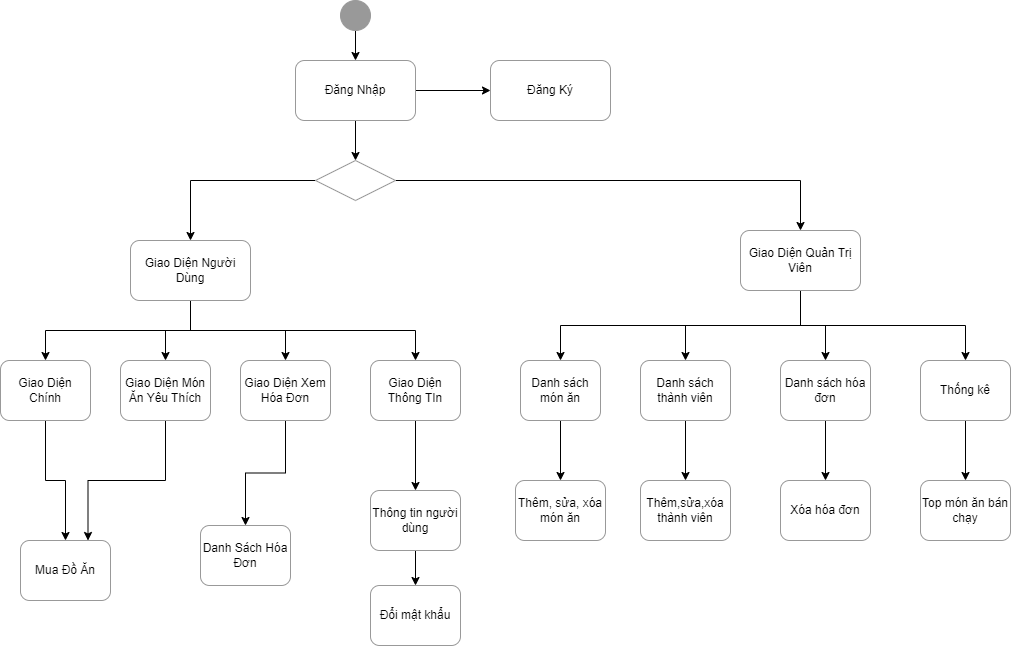 Đăng Nhập
Đăng Ký
Giao Diện Người
Dùng
Giao Diện Quản Trị
Viên
Giao Diện
Chính
Giao Diện Món
Ăn Yêu Thích
Giao Diện Xem
Hóa Đơn
Giao Diện
Thông TIn
Danh sách
món ăn
Danh sách
thành viên
Danh sách hóa
đơn
Thống kê
Thêm, sửa, xóa
món ăn
Thêm,sửa,xóa
thành viên
Xóa hóa đơn
Top món ăn bán
chạy
Thông tin người
dùng
Danh Sách Hóa
Đơn
Mua Đồ Ăn
Đổi mật khẩu